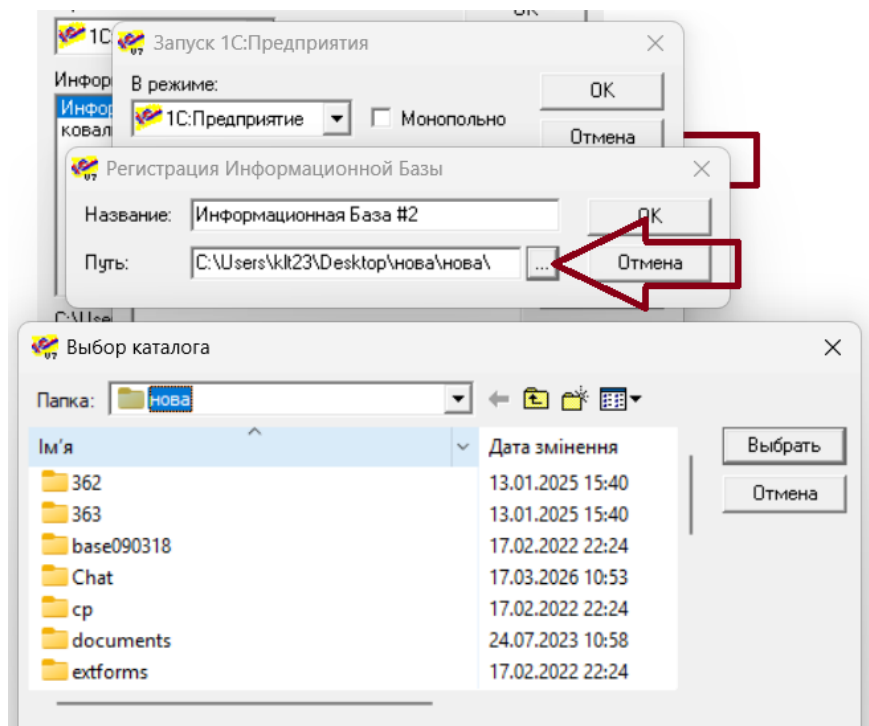 1С
Запуск 1С:Предприятия
Инфор
В режиме:
OK
Инфор
1С:Предприятие
Монопольно
ковал
Отмена
Регистрация Информационной Базы
Название:
Информационная База #2
OK
Путь:
C:\Users\klt23\Desktop\нова\нова\
...
Отмена
C:\Use
Выбор каталога
Папка:
нова
Ім'я
Дата змінення
Выбрать
362
13.01.2025 15:40
363
13.01.2025 15:40
Отмена
base090318
17.02.2022 22:24
Chat
17.03.2026 10:53
cp
17.02.2022 22:24
documents
24.07.2023 10:58
extforms
17.02.2022 22:24